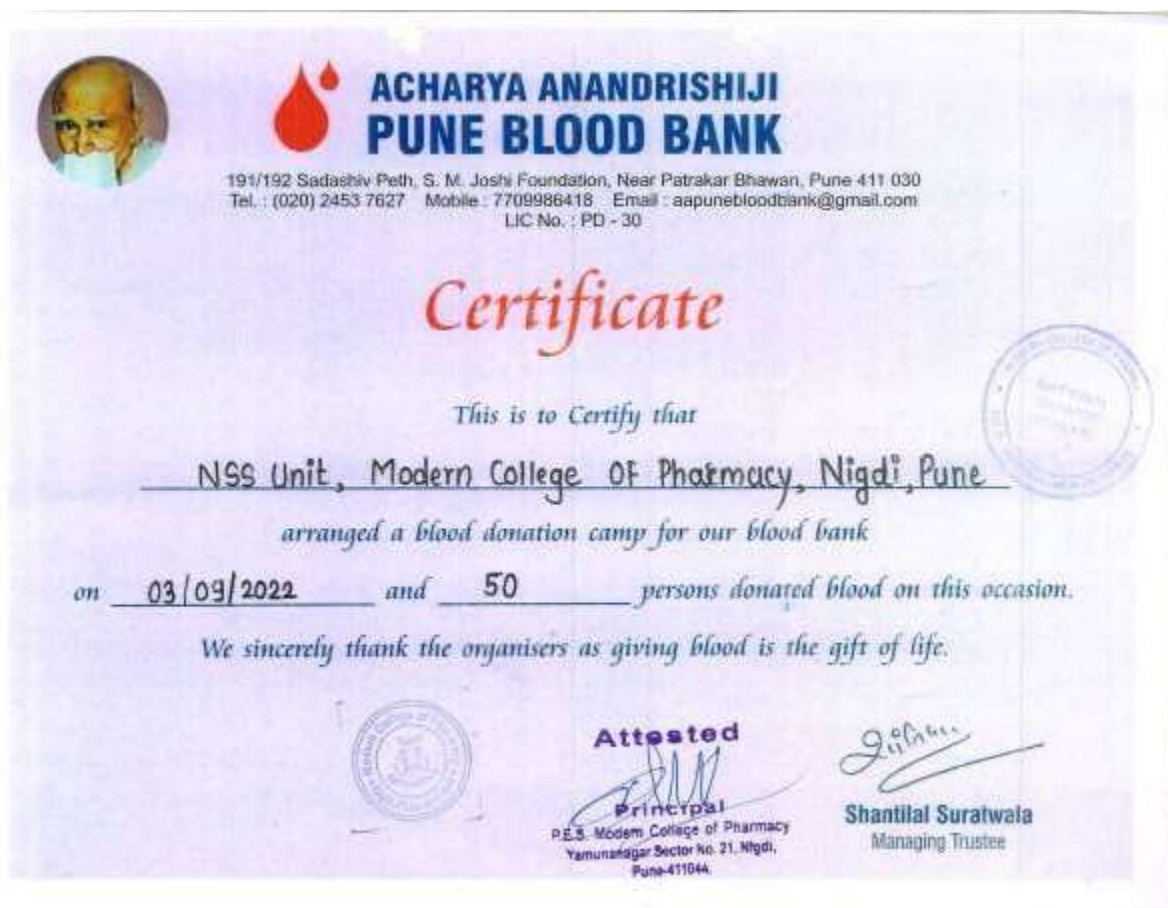 ACHARYA ANANDRISHIJI
PUNE BLOOD BANK
191/192 Sadashiv Peth, S. M. Joshi Foundation, Near Patrakar Bhawan, Pune 411 030
Tel. : (020) 2453 7627 Mobile : 7709986418 Email : aapunebloodbank@gmail.com
LIC No. : PD - 30
Certificate
This is to Certify that
NSS Unit, Modern College OF Pharmacy, Nigdi, Pune
arranged a blood donation camp for our blood bank
on 03/09/2022 and 50 persons donated blood on this occasion.
We sincerely thank the organisers as giving blood is the gift of life.
Attested
Principal
P.E.S. Modern College of Pharmacy
Yamunanagar Sector No. 21, Nigdi,
Pune-411044.
Shantilal Suratwala
Managing Trustee